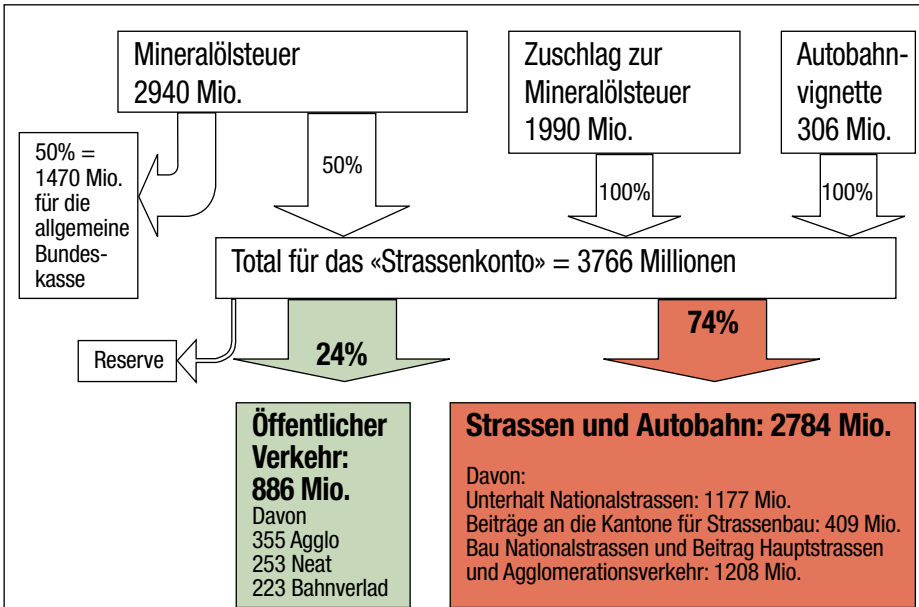 Mineralölsteuer
2940 Mio.
Zuschlag zur
Mineralölsteuer
1990 Mio.
Autobahn-
vignette
306 Mio.
50% =
1470 Mio.
für die
allgemeine
Bundes-
kasse
50%
100%
100%
Total für das «Strassenkonto» = 3766 Millionen
Reserve
24%
74%
Öffentlicher
Verkehr:
886 Mio.
Davon
355 Agglo
253 Neat
223 Bahnverlad
Strassen und Autobahn: 2784 Mio.
Davon:
Unterhalt Nationalstrassen: 1177 Mio.
Beiträge an die Kantone für Strassenbau: 409 Mio.
Bau Nationalstrassen und Beitrag Hauptstrassen
und Agglomerationsverkehr: 1208 Mio.